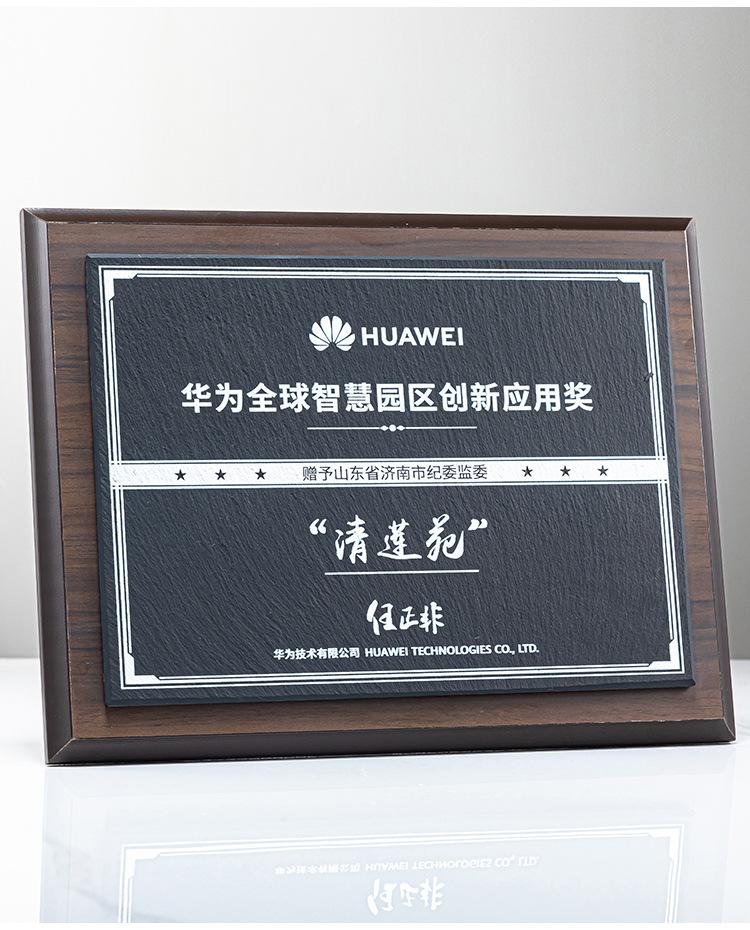 HUAWEI
华为全球智慧园区创新应用奖
★ ★ ★ 赠予山东省济南市纪委监委 ★ ★ ★
“清莲苑”
任正非
华为技术有限公司 HUAWEI TECHNOLOGIES CO., LTD.